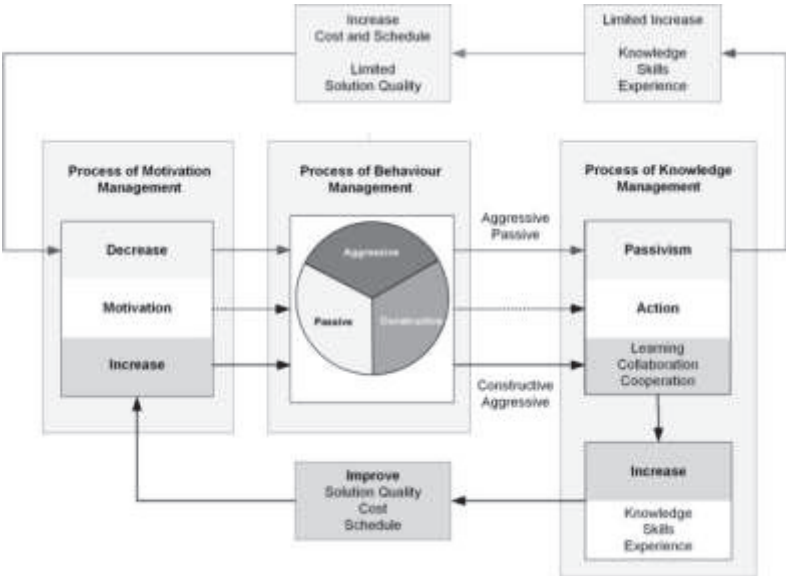 Increase
Cost and Schedule
Limited
Solution Quality
Limited Increase
Knowledge
Skills
Experience
Process of Motivation
Management
Process of Behaviour
Management
Process of Knowledge
Management
Decrease
Motivation
Increase
Aggressive
Passive
Constructive
Aggressive
Passive
Constructive
Aggressive
Passivism
Action
Learning
Collaboration
Cooperation
Increase
Knowledge
Skills
Experience
Improve
Solution Quality
Cost
Schedule